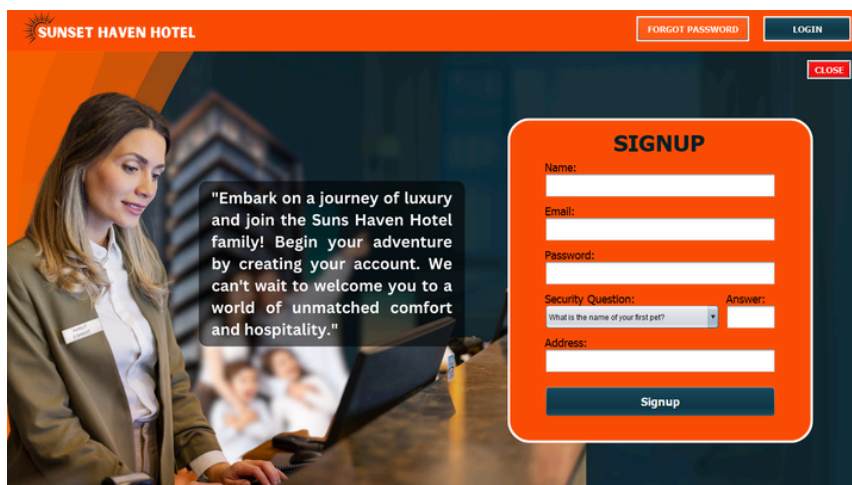 SUNSET HAVEN HOTEL
FORGOT PASSWORD
LOGIN
CLOSE
"Embark on a journey of luxury
and join the Suns Haven Hotel
family! Begin your adventure
by creating your account. We
can't wait to welcome you to a
world of unmatched comfort
and hospitality."
SIGNUP
Name:
Email:
Password:
Security Question:
Answer:
What is the name of your first pet?
Address:
Signup